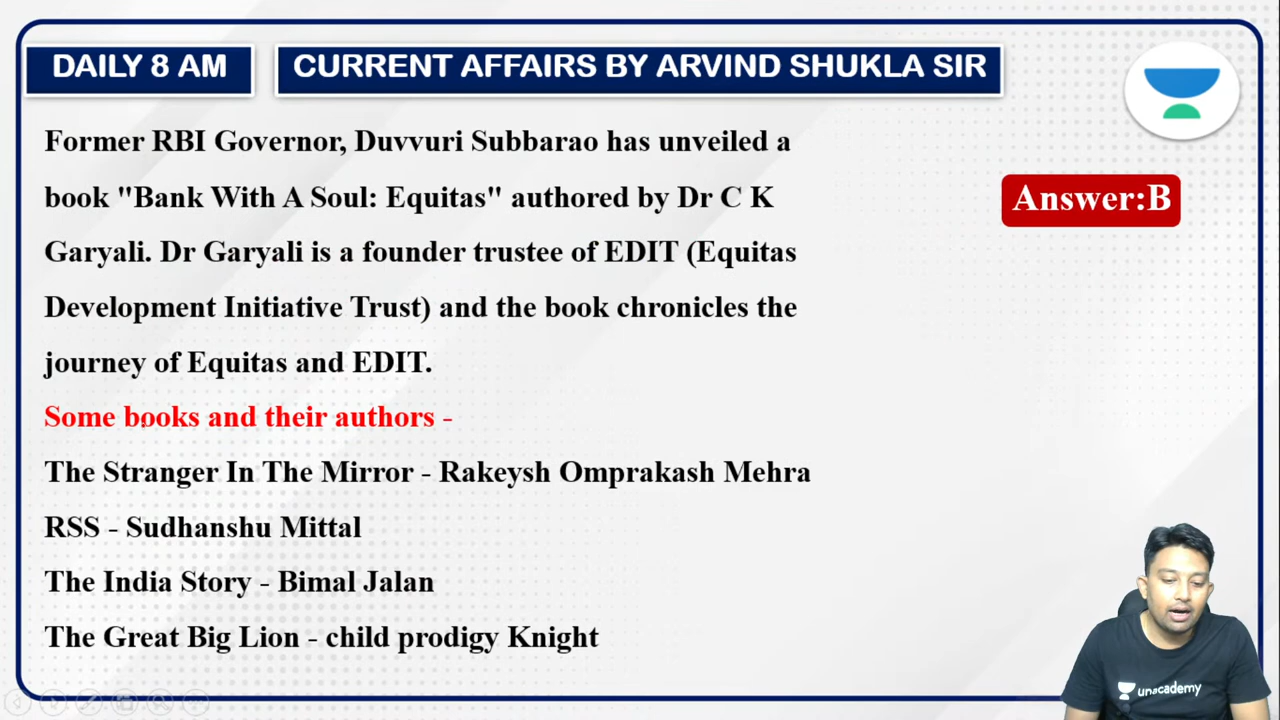 DAILY 8 AM
CURRENT AFFAIRS BY ARVIND SHUKLA SIR
Former RBI Governor, Duvvuri Subbarao has unveiled a
book "Bank With A Soul: Equitas" authored by Dr C K
Garyali. Dr Garyali is a founder trustee of EDIT (Equitas
Development Initiative Trust) and the book chronicles the
journey of Equitas and EDIT.
Answer:B
Some books and their authors -
The Stranger In The Mirror - Rakeysh Omprakash Mehra
RSS - Sudhanshu Mittal
The India Story - Bimal Jalan
The Great Big Lion - child prodigy Knight
unacademy